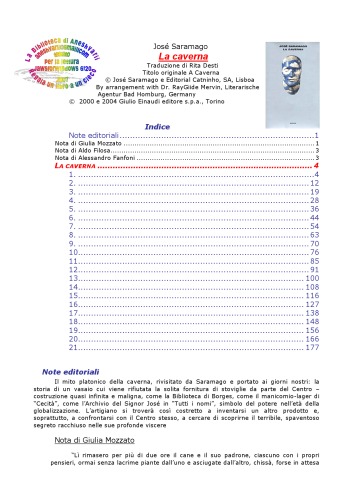 La Biblioteca di Aneskvarli
José Saramago
La caverna
Traduzione di Rita Desti
Titolo originale A Caverna
© José Saramago e Editorial Catninho, SA, Lisboa
By arrangement with Dr. RayGüde Mervin, Literarische
Agentur Bad Homburg, Germany
© 2000 e 2004 Giulio Einaudi editore s.p.a., Torino
JOSÉ SARAMAGO
LA CAVERNA
Indice
Note editoriali ... 1
Nota di Giulia Mozzato ... 1
Nota di Aldo Filosa ... 3
Nota di Alessandro Fanfoni ... 3
LA CAVERNA ... 4
1. ... 4
2. ... 12
3. ... 19
4. ... 28
5. ... 36
6. ... 44
7. ... 54
8. ... 63
9. ... 70
10. ... 76
11. ... 85
12. ... 91
13. ... 100
14. ... 108
15. ... 116
16. ... 127
17. ... 138
18. ... 148
19. ... 156
20. ... 166
21. ... 177
Note editoriali
Il mito platonico della caverna, rivisitato da Saramago e portato ai giorni nostri: la
storia di un vasaio cui viene rifiutata la solita fornitura di stoviglie da parte del Centro –
costruzione quasi infinita e maligna, come la Biblioteca di Borges, come il manicomio-lager di
"Cecità", come l'Archivio del Signor José in "Tutti i nomi", simbolo del potere nell'età della
globalizzazione. L'artigiano si troverà così costretto a inventarsi un altro prodotto e,
soprattutto, a confrontarsi con il Centro stesso, a cercare di scoprirne il terribile, spaventoso
segreto racchiuso nelle sue profonde viscere
Nota di Giulia Mozzato
"Lì rimasero per più di due ore il cane e il suo padrone, ciascuno con i propri
pensieri, ormai senza lacrime piante dall'uno e asciugate dall'altro, chissà, forse in attesa